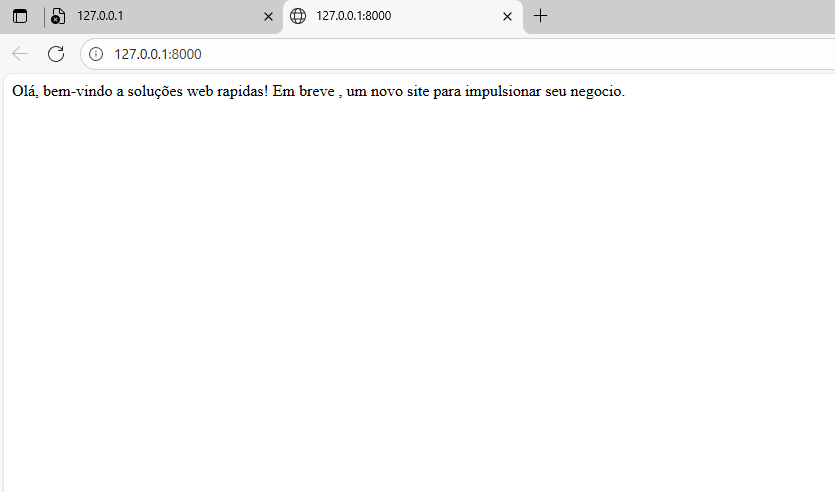 127.0.0.1
127.0.0.1:8000
127.0.0.1:8000
Olá, bem-vindo a soluções web rapidas! Em breve , um novo site para impulsionar seu negocio.